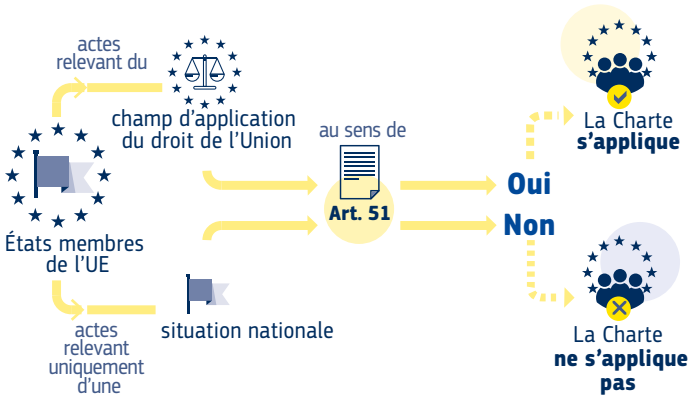 actes
relevant du
champ d’application
du droit de l’Union
États membres
de l’UE
actes
relevant
uniquement
d’une
situation nationale
au sens de
Art. 51
Oui
Non
La Charte
s’applique
La Charte
ne s’applique
pas